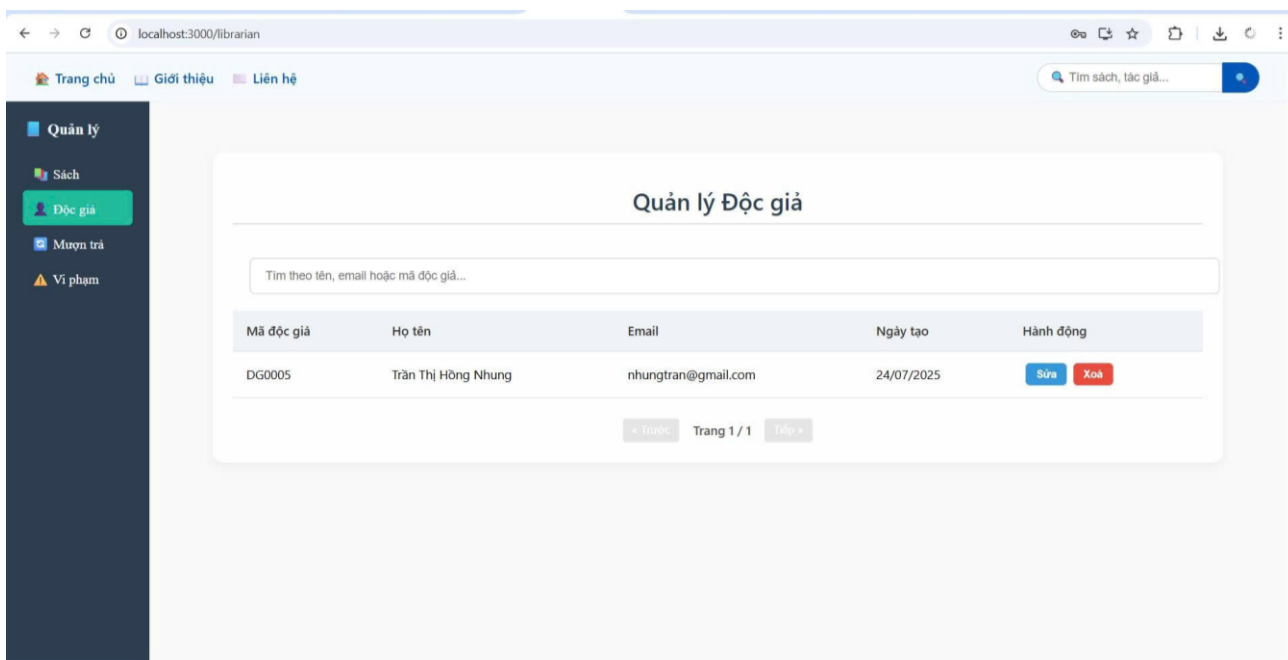 localhost:3000/librarian
Trang chủ Giới thiệu Liên hệ Tìm sách, tác giả...
Quản lý
Sách
Độc giả
Mượn trả
Vi phạm
Quản lý Độc giả
Tìm theo tên, email hoặc mã độc giả...
Mã độc giả Họ tên Email Ngày tạo Hành động
DG0005 Trần Thị Hồng Nhung nhungtran@gmail.com 24/07/2025 Sửa Xoá
« Trước Trang 1 / 1 Tiếp »